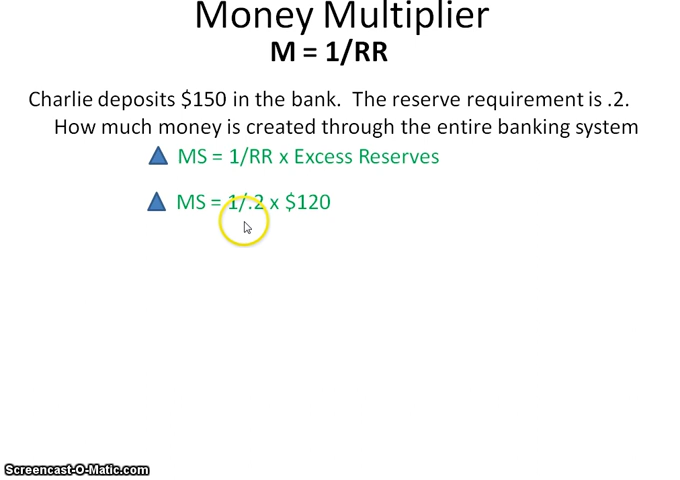 Money Multiplier
M = 1/RR
Charlie deposits $150 in the bank. The reserve requirement is .2.
How much money is created through the entire banking system
MS = 1/RR x Excess Reserves
MS = 1/.2 x $120
Screencast-O-Matic.com